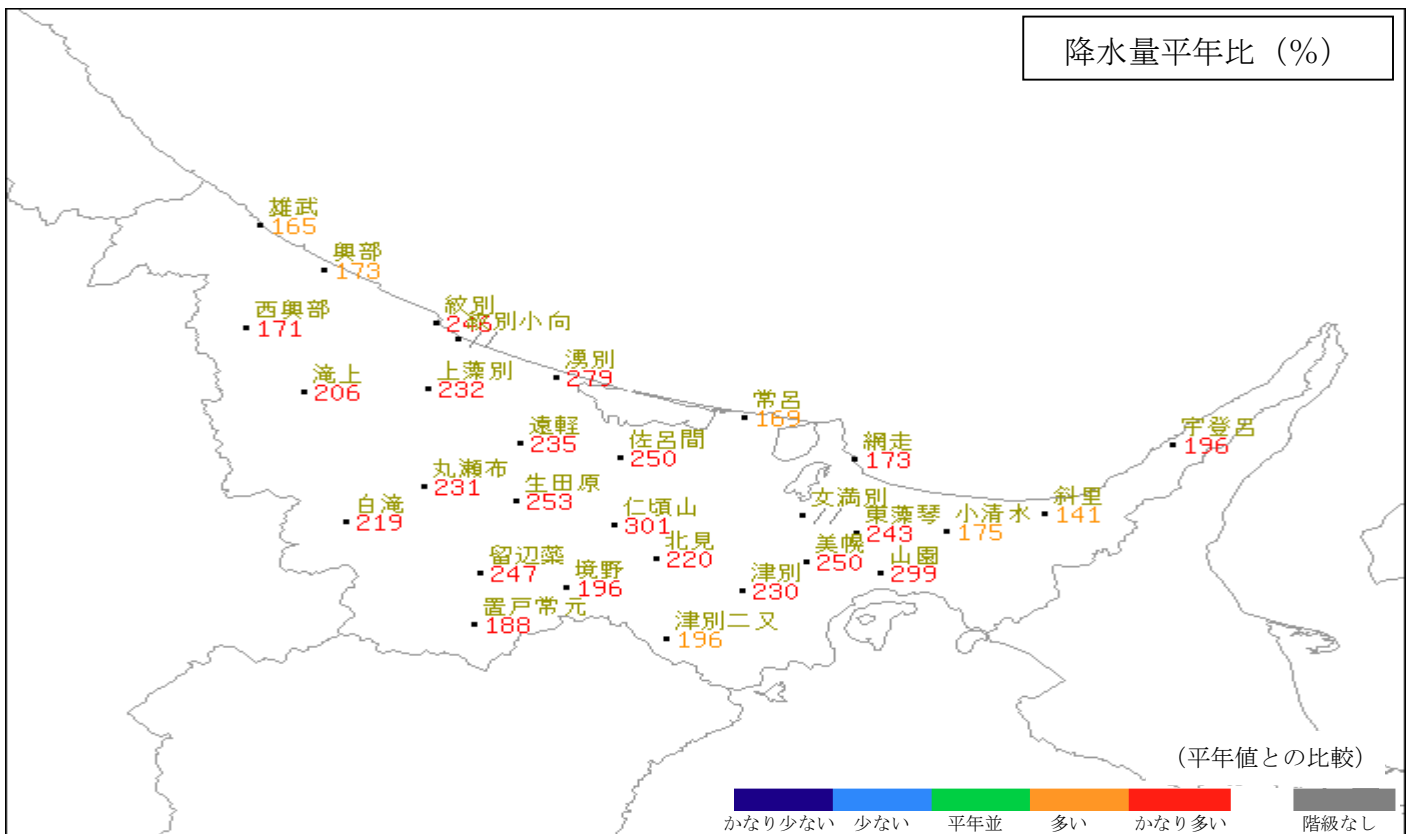 降水量平年比（%）
雄武
165
興部
173
西興部
171
紋別
246
紋別小向
//
滝上
206
上藻別
232
湧別
279
常呂
169
遠軽
235
佐呂間
250
網走
173
宇登呂
196
丸瀬布
231
生田原
253
女満別
//
斜里
141
白滝
219
仁頃山
301
東藻琴
243
小清水
175
北見
220
美幌
250
山園
299
留辺蘂
247
境野
196
津別
230
置戸常元
188
津別二又
196
（平年値との比較）
かなり少ない 少ない 平年並 多い かなり多い 階級なし